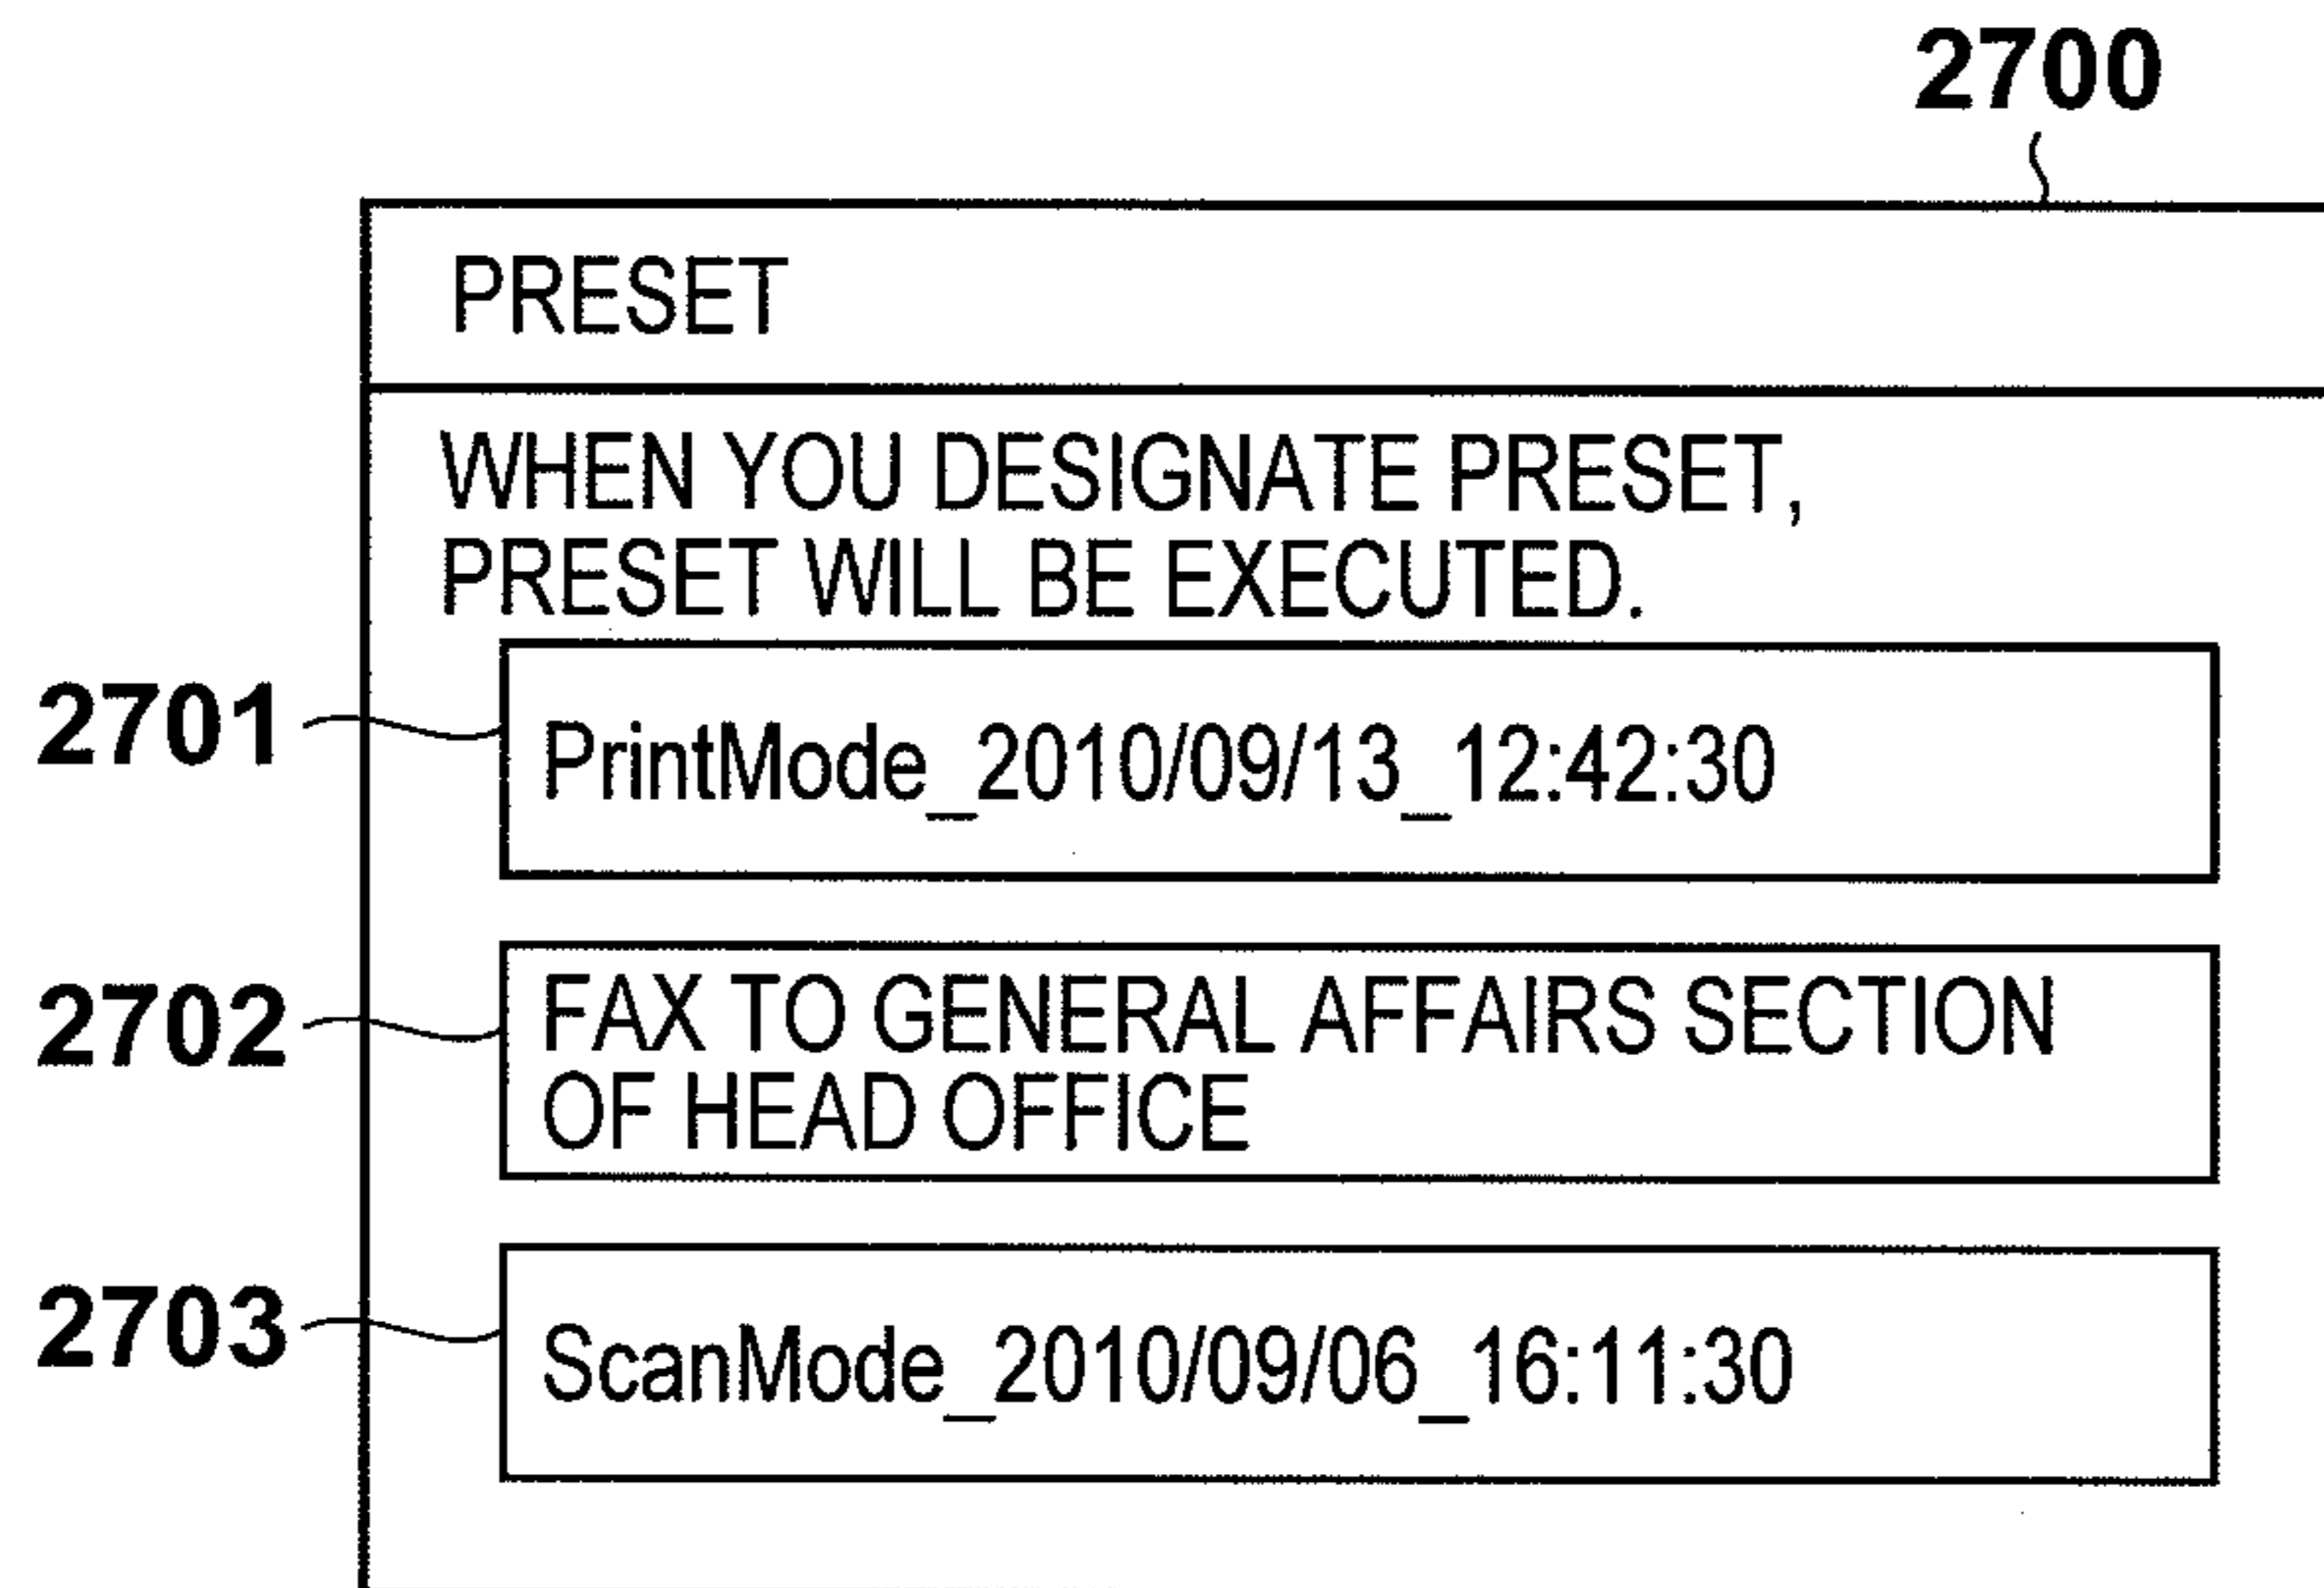 2700
PRESET
WHEN YOU DESIGNATE PRESET,
PRESET WILL BE EXECUTED.
2701
PrintMode_2010/09/13_12:42:30
2702
FAX TO GENERAL AFFAIRS SECTION
OF HEAD OFFICE
2703
ScanMode_2010/09/06_16:11:30